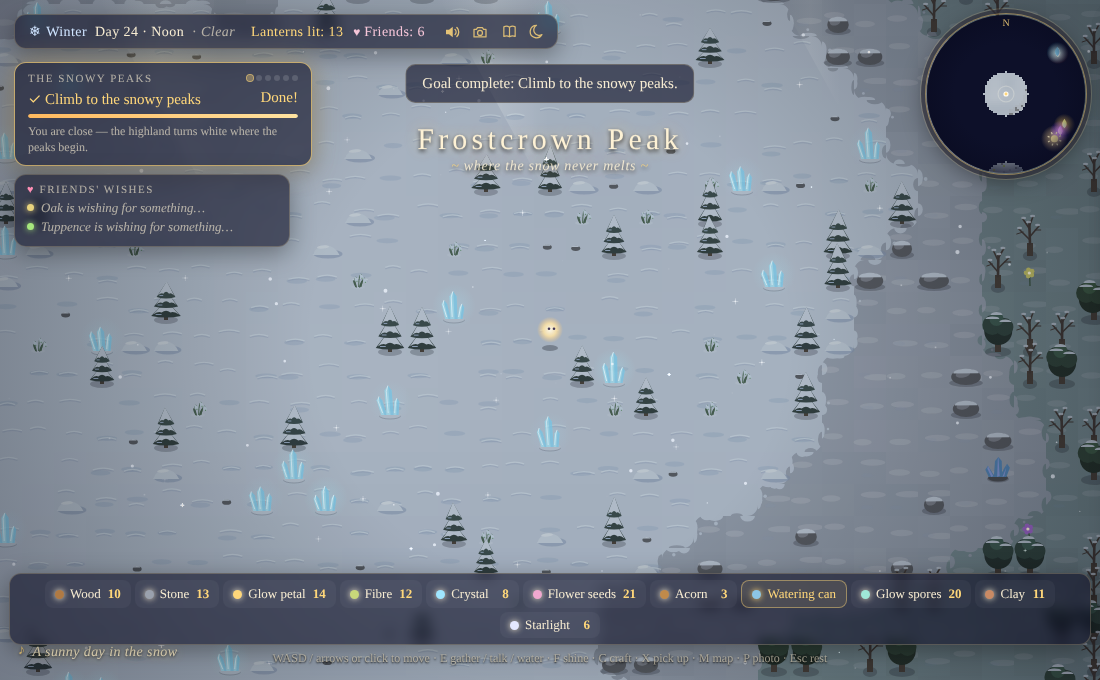 ❄ Winter Day 24 · Noon · Clear Lanterns lit: 13 ♥ Friends: 6
N
THE SNOWY PEAKS
✓ Climb to the snowy peaks Done!
You are close — the highland turns white where the
peaks begin.
Goal complete: Climb to the snowy peaks.
Frostcrown Peak
~ where the snow never melts ~
♥ FRIENDS' WISHES
Oak is wishing for something…
Tuppence is wishing for something…
Wood 10 Stone 13 Glow petal 14 Fibre 12 Crystal 8 Flower seeds 21 Acorn 3 Watering can Glow spores 20 Clay 11
Starlight 6
♪ A sunny day in the snow
WASD / arrows or click to move · E gather / talk / water · F shine · C craft · X pick up · M map · P photo · Esc rest